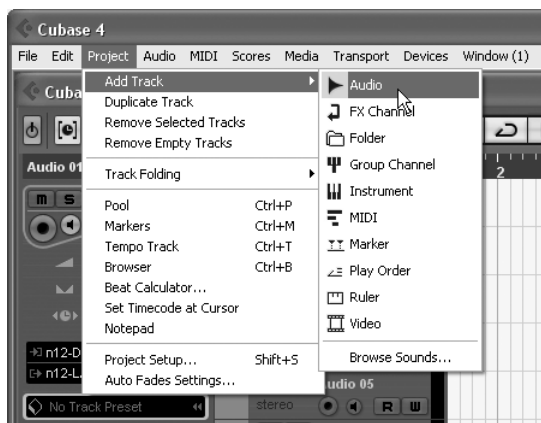 Cubase 4
File Edit Project Audio MIDI Scores Media Transport Devices Window (1)
Cuba
Add Track
Duplicate Track
Remove Selected Tracks
Remove Empty Tracks
Track Folding
Pool Ctrl+P
Markers Ctrl+M
Tempo Track Ctrl+T
Browser Ctrl+B
Beat Calculator...
Set Timecode at Cursor
Notepad
Project Setup... Shift+S
Auto Fades Settings...
Audio
FX Channel
Folder
Group Channel
Instrument
MIDI
Marker
Play Order
Ruler
Video
Browse Sounds...
2
Audio 01
m S
n12-D
n12-L
No Track Preset
udio 05
stereo
R W